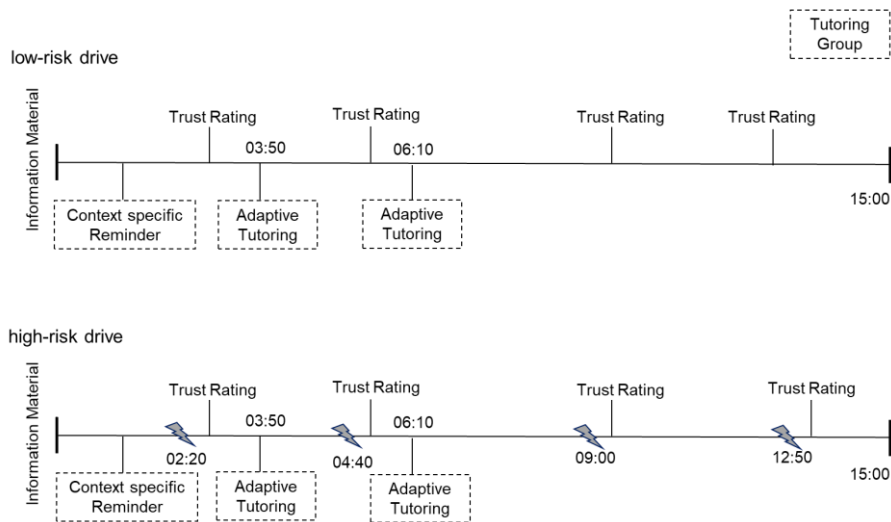 Tutoring
Group
low-risk drive
Information Material
Trust Rating
Trust Rating
Trust Rating
Trust Rating
03:50
06:10
15:00
Context specific
Reminder
Adaptive
Tutoring
Adaptive
Tutoring
high-risk drive
Information Material
Trust Rating
Trust Rating
Trust Rating
Trust Rating
03:50
06:10
02:20
04:40
09:00
12:50
15:00
Context specific
Reminder
Adaptive
Tutoring
Adaptive
Tutoring